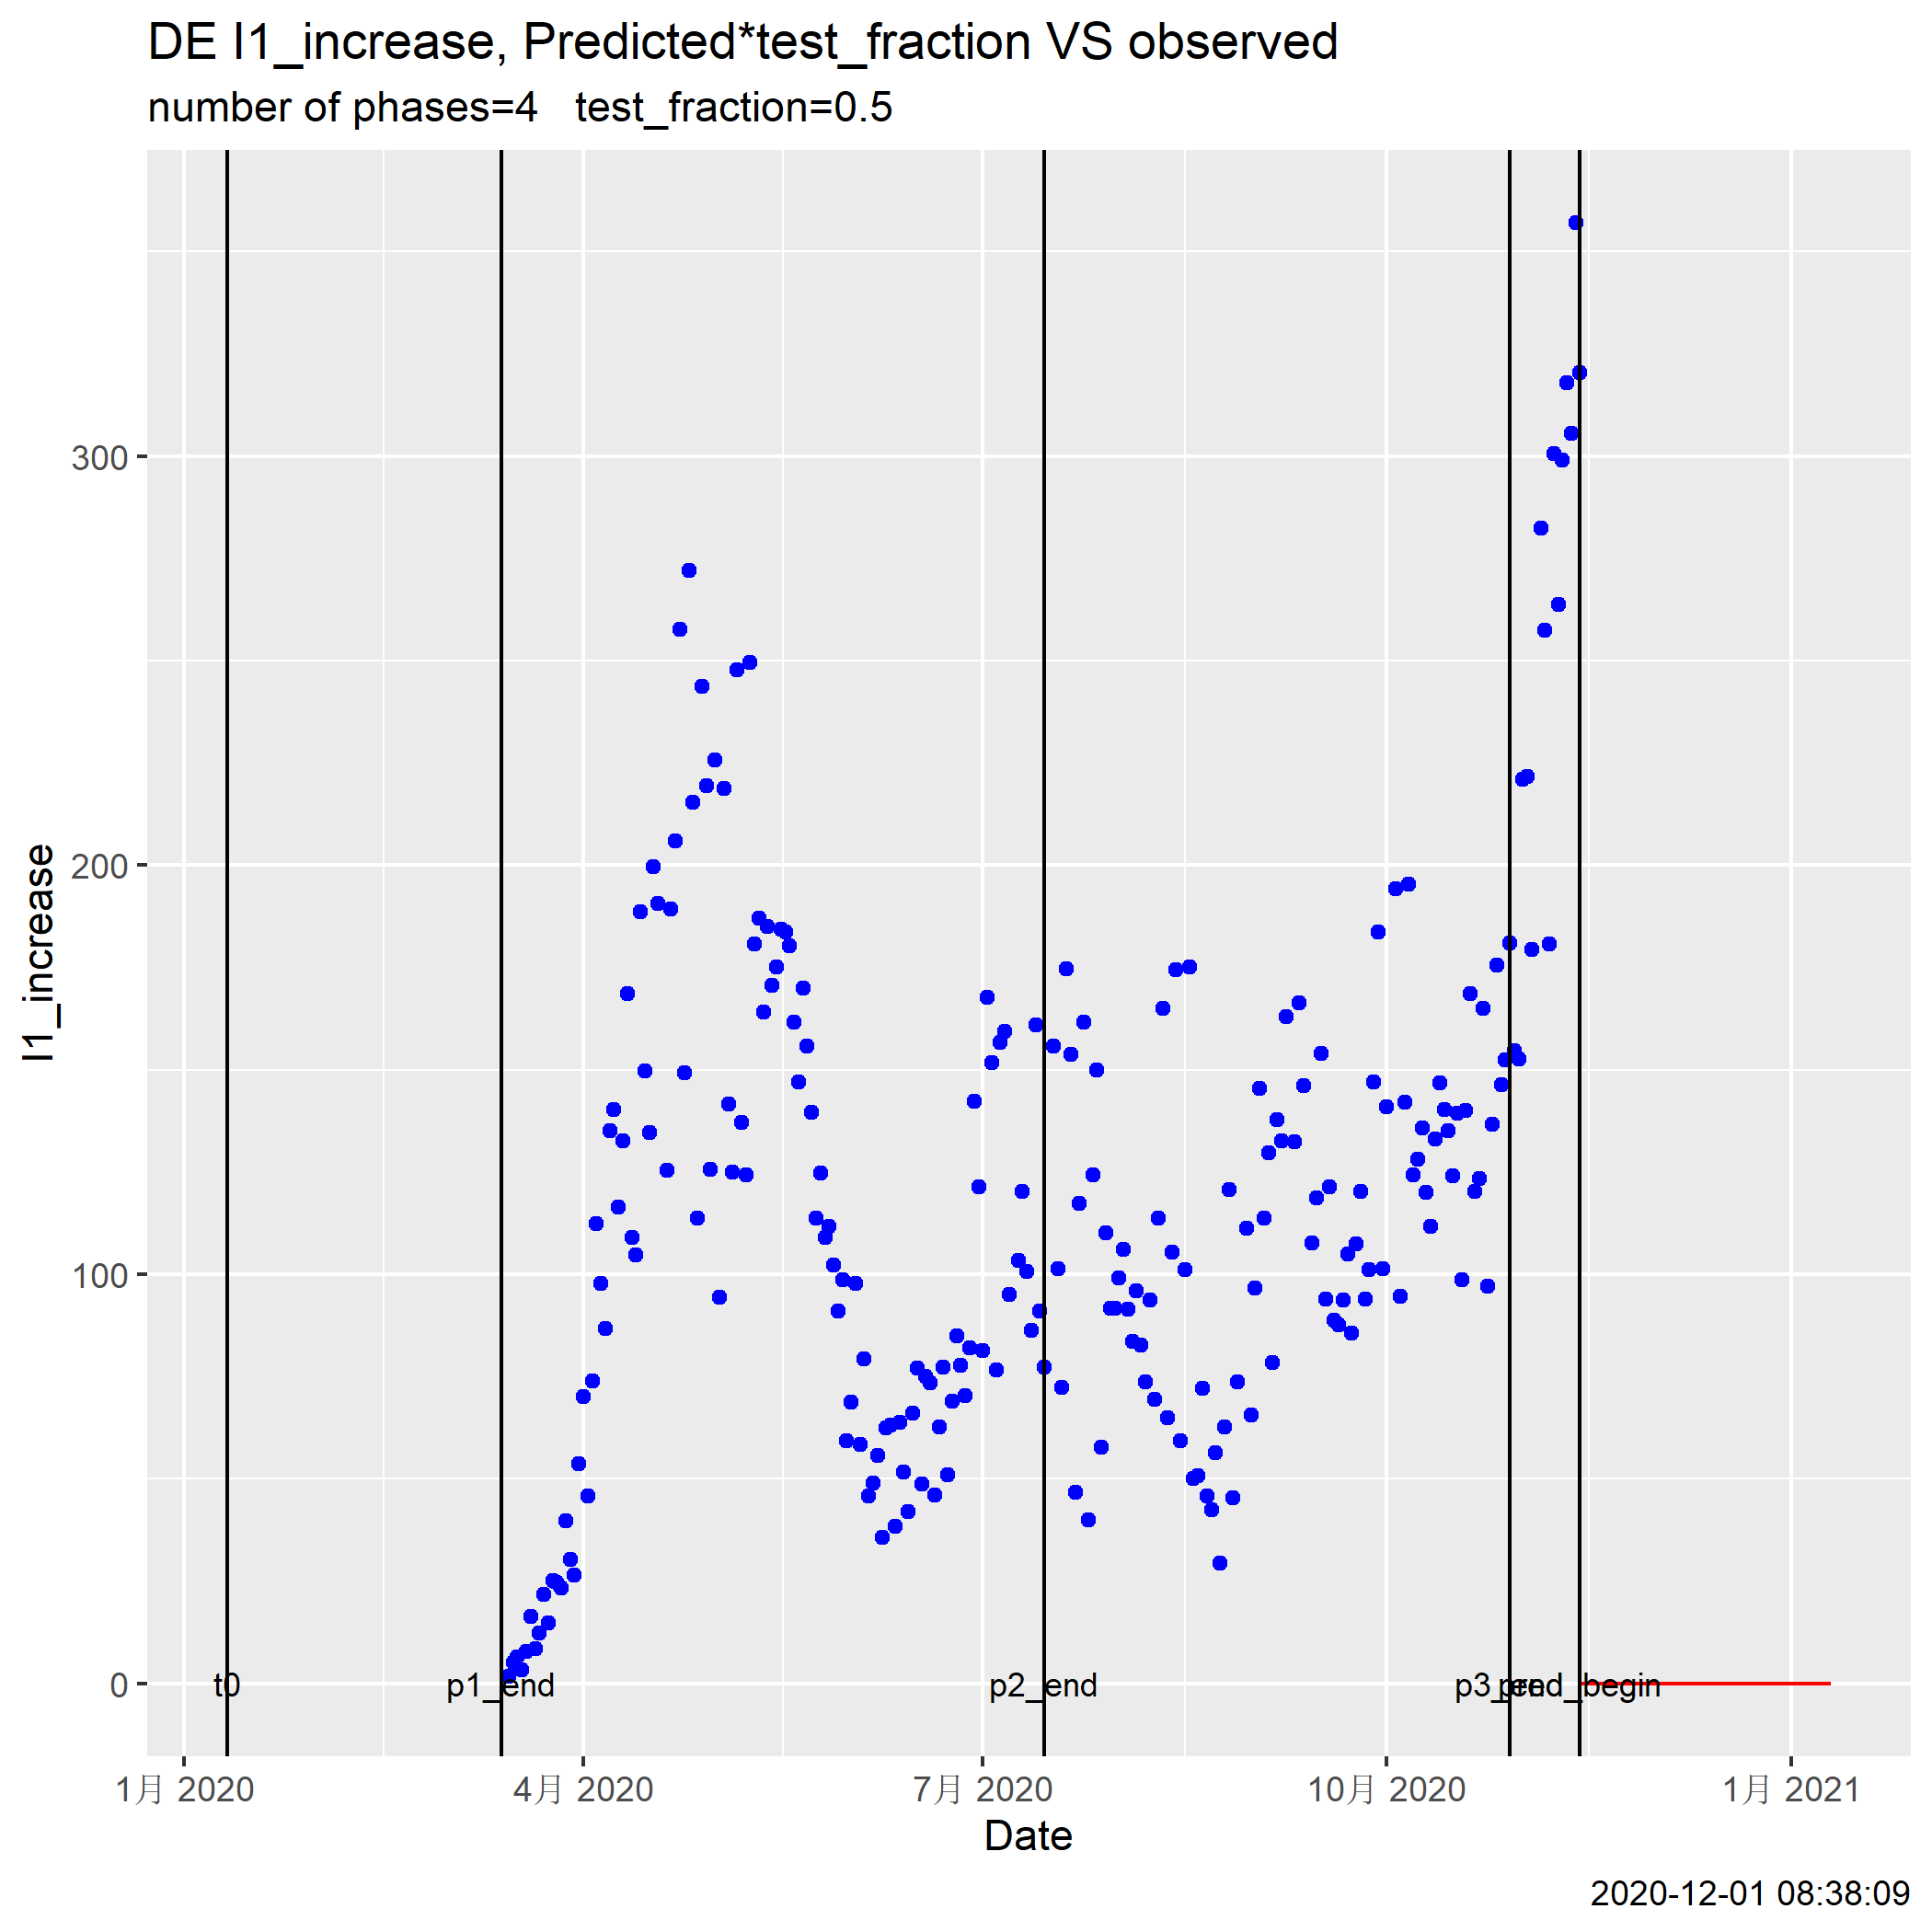 DE I1_increase, Predicted*test_fraction VS observed
number of phases=4   test_fraction=0.5
I1_increase
300
200
100
0
t0
p1_end
p2_end
p3_end
pred_begin
1月 2020
4月 2020
7月 2020
10月 2020
1月 2021
Date
2020-12-01 08:38:09